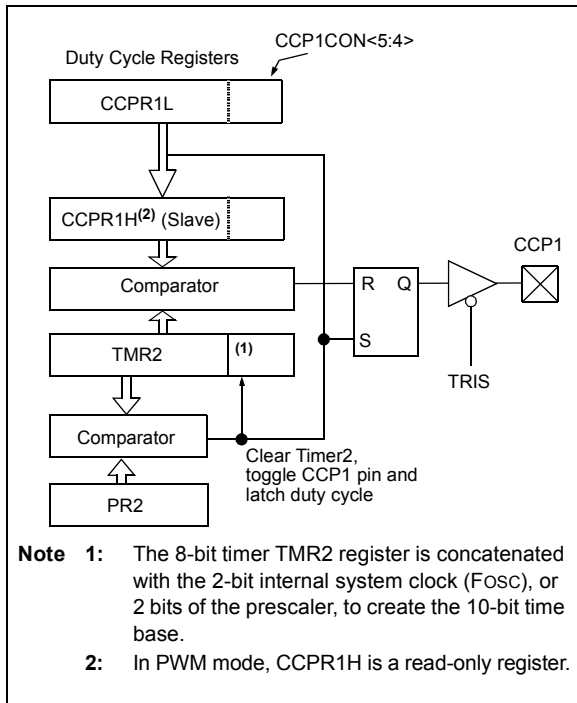 CCP1CON<5:4>
Duty Cycle Registers
CCPR1L
CCPR1H(2) (Slave)
CCP1
Comparator
R Q
TMR2
(1)
S
TRIS
Comparator
Clear Timer2,
toggle CCP1 pin and
latch duty cycle
PR2
Note 1: The 8-bit timer TMR2 register is concatenated
with the 2-bit internal system clock (FOSC), or
2 bits of the prescaler, to create the 10-bit time
base.
2: In PWM mode, CCPR1H is a read-only register.